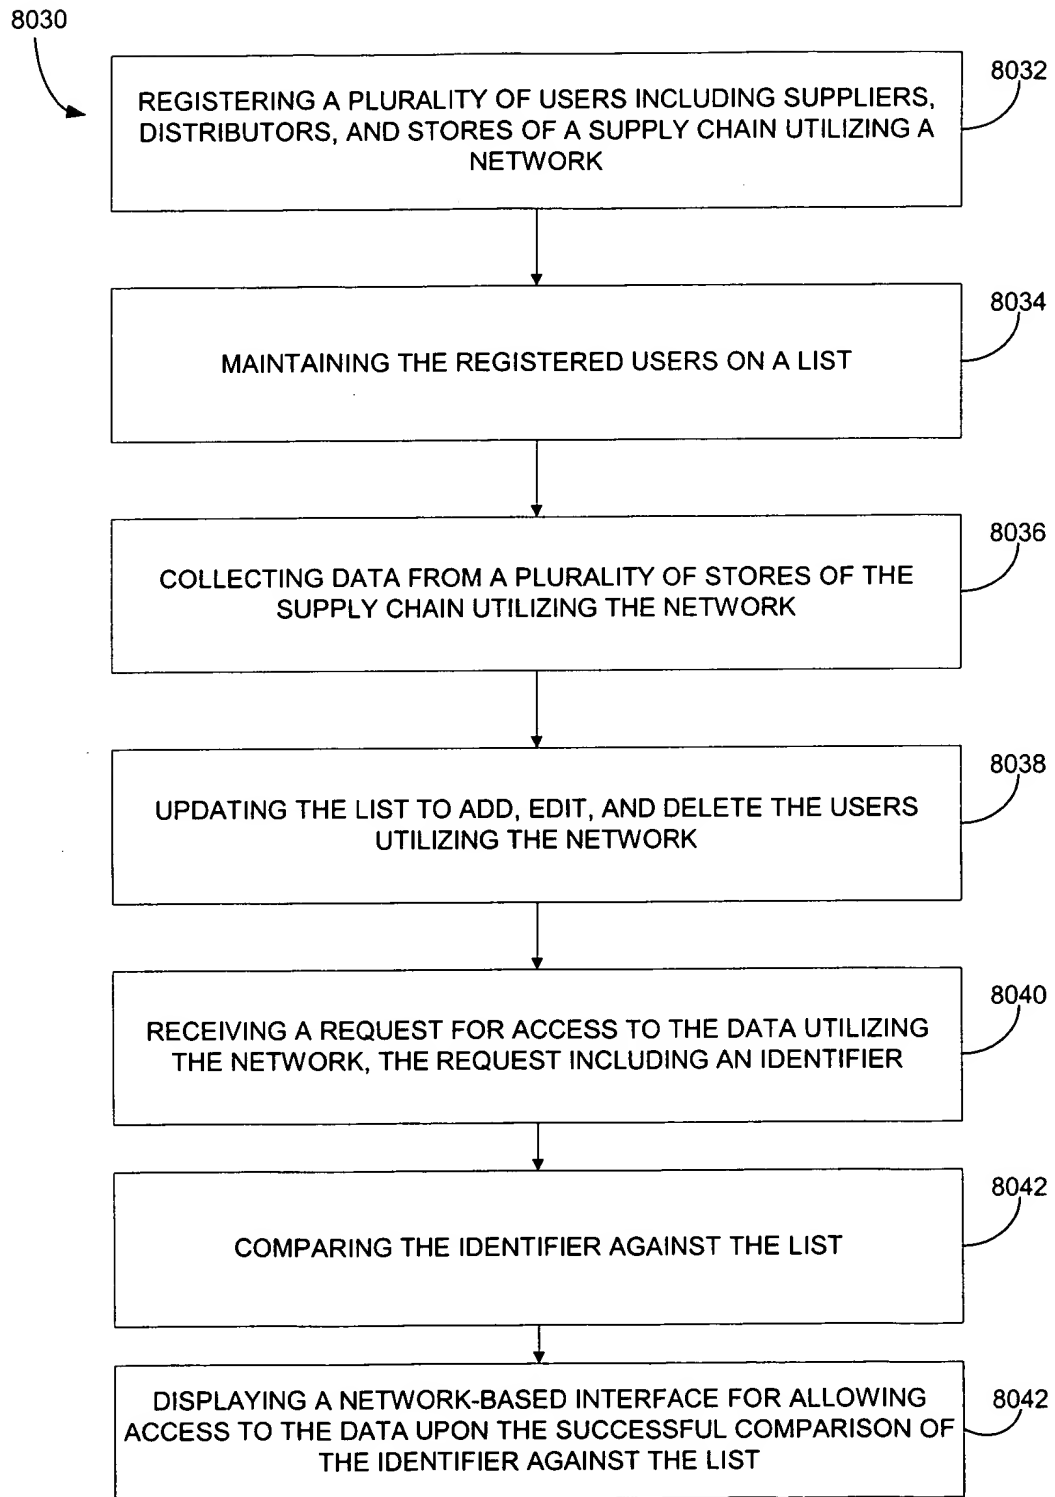 8030
8032
REGISTERING A PLURALITY OF USERS INCLUDING SUPPLIERS,
DISTRIBUTORS, AND STORES OF A SUPPLY CHAIN UTILIZING A
NETWORK
8034
MAINTAINING THE REGISTERED USERS ON A LIST
8036
COLLECTING DATA FROM A PLURALITY OF STORES OF THE
SUPPLY CHAIN UTILIZING THE NETWORK
8038
UPDATING THE LIST TO ADD, EDIT, AND DELETE THE USERS
UTILIZING THE NETWORK
8040
RECEIVING A REQUEST FOR ACCESS TO THE DATA UTILIZING
THE NETWORK, THE REQUEST INCLUDING AN IDENTIFIER
8042
COMPARING THE IDENTIFIER AGAINST THE LIST
8042
DISPLAYING A NETWORK-BASED INTERFACE FOR ALLOWING
ACCESS TO THE DATA UPON THE SUCCESSFUL COMPARISON OF
THE IDENTIFIER AGAINST THE LIST